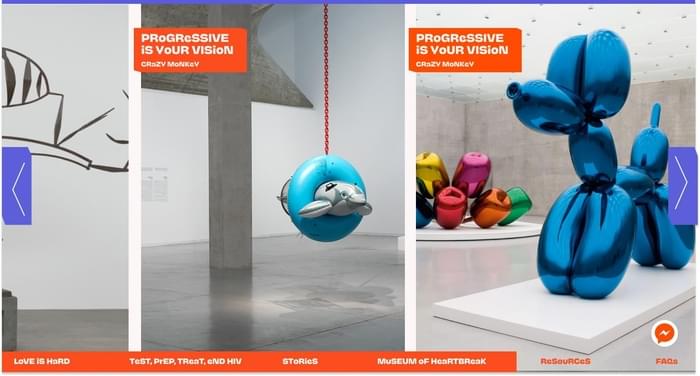 PRoGReSSIVE
iS YoUR VISioN
CRaZY MoNKeY
PRoGReSSIVE
iS YoUR VISioN
CRaZY MoNKeY
LoVE iS HaRD
TeST, PrEP, TReaT, eND HIV
SToRieS
MuSEUM oF HeaRTBReaK
ReSouRCeS
FAQs